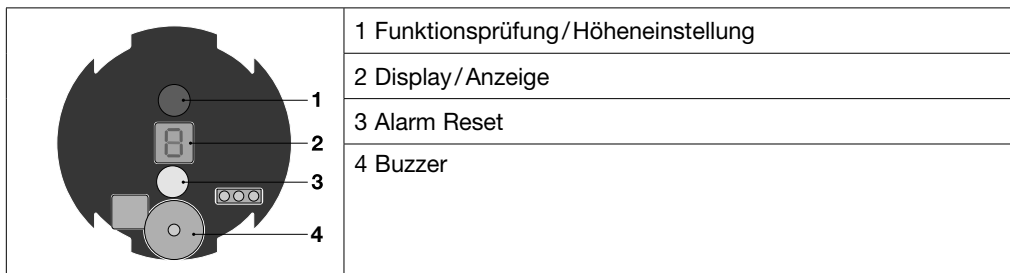 1
2
3
4
1 Funktionsprüfung/Höheneinstellung
2 Display/Anzeige
3 Alarm Reset
4 Buzzer